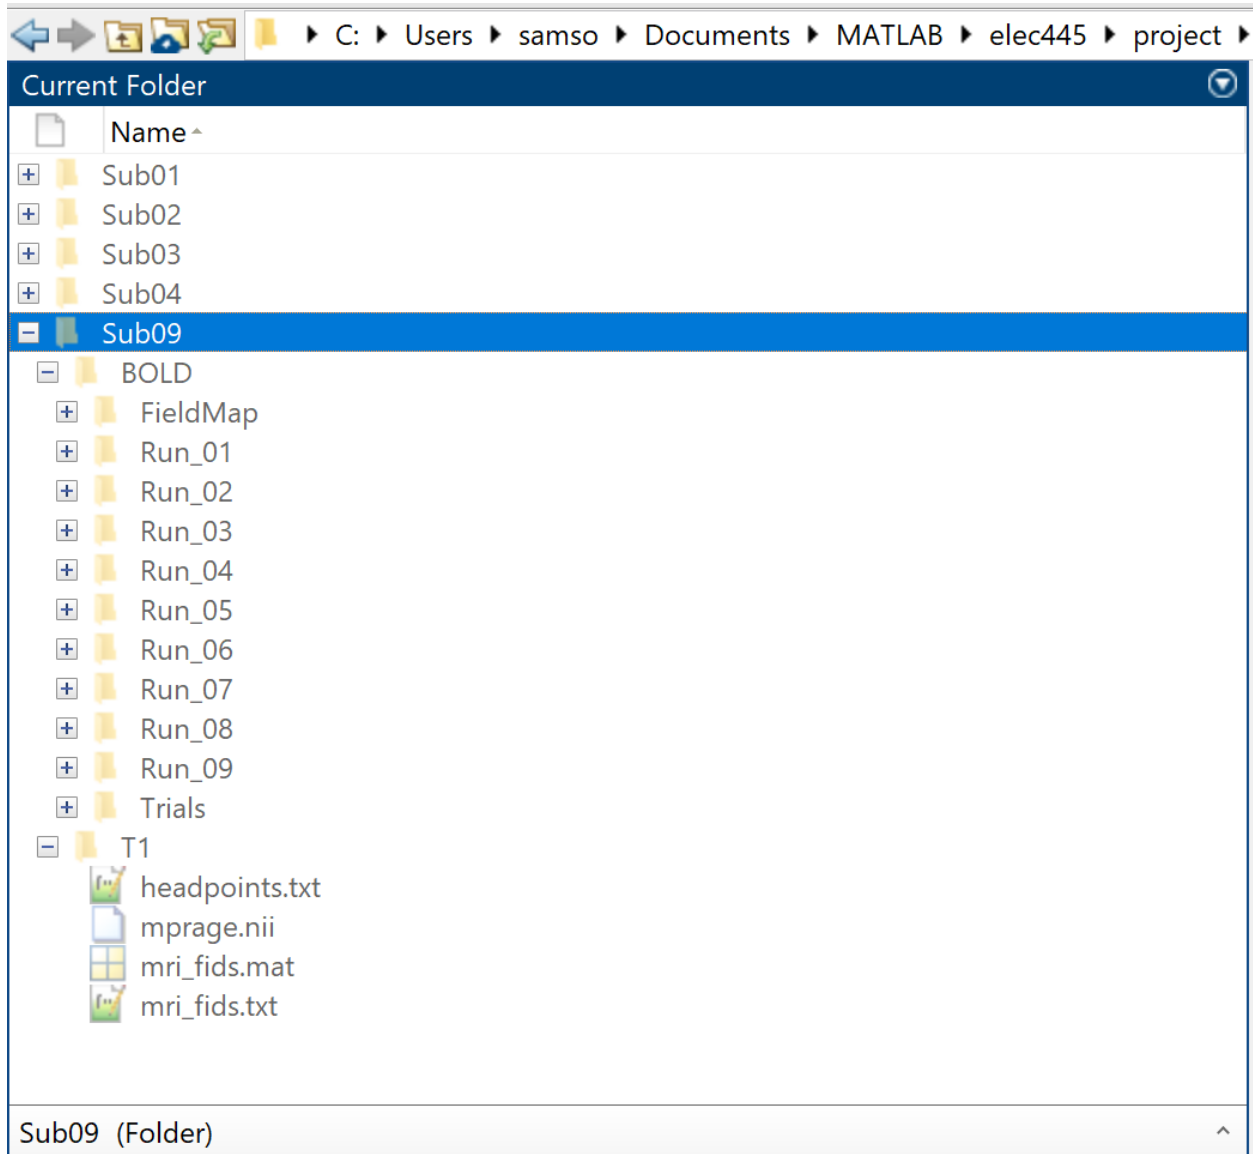 C: Users samso Documents MATLAB elec445 project
Current Folder
Name
Sub01
Sub02
Sub03
Sub04
Sub09
BOLD
FieldMap
Run_01
Run_02
Run_03
Run_04
Run_05
Run_06
Run_07
Run_08
Run_09
Trials
T1
headpoints.txt
mprage.nii
mri_fids.mat
mri_fids.txt
Sub09 (Folder)